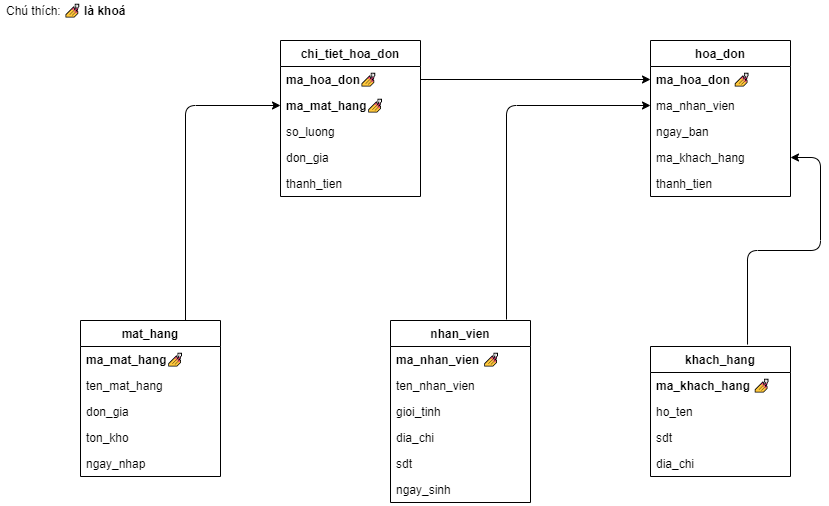 Chú thích: là khoá
chi_tiet_hoa_don
ma_hoa_don
ma_mat_hang
so_luong
don_gia
thanh_tien
hoa_don
ma_hoa_don
ma_nhan_vien
ngay_ban
ma_khach_hang
thanh_tien
mat_hang
ma_mat_hang
ten_mat_hang
don_gia
ton_kho
ngay_nhap
nhan_vien
ma_nhan_vien
ten_nhan_vien
gioi_tinh
dia_chi
sdt
ngay_sinh
khach_hang
ma_khach_hang
ho_ten
sdt
dia_chi